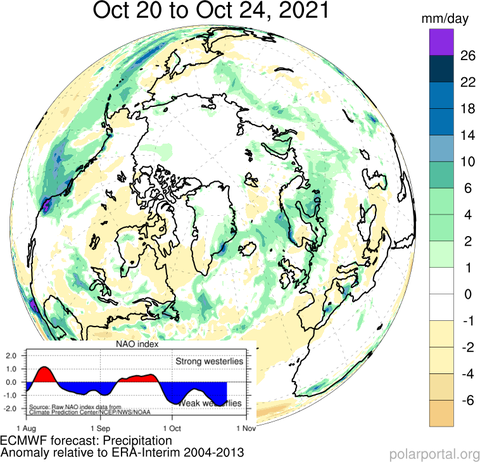 Oct 20 to Oct 24, 2021
mm/day
26
22
18
14
10
6
4
2
1
0
-1
-2
-4
-6
NAO index
2.0
1.0
0.0
-1.0
-2.0
Strong westerlies
Weak westerlies
Source: Raw NAO index data from
Climate Prediction Center/NCEP/NWS/NOAA
1 Aug 1 Sep 1 Oct 1 Nov
ECMWF forecast: Precipitation
Anomaly relative to ERA-Interim 2004-2013
polarportal.org